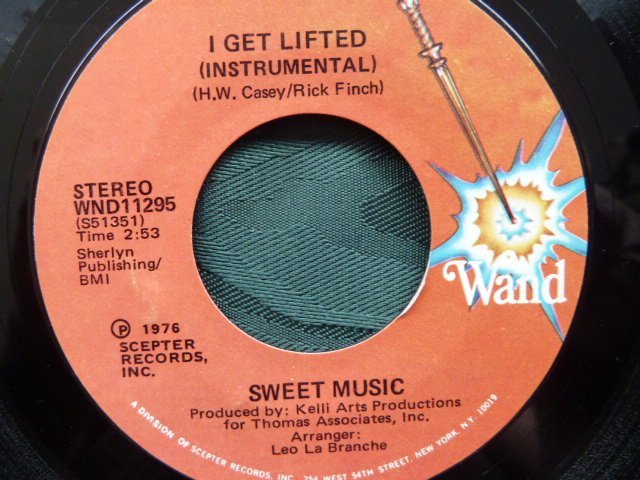 I GET LIFTED
(INSTRUMENTAL)
(H.W. Casey/Rick Finch)
STEREO
WND11295
(S51351)
Time 2:53
Sherlyn
Publishing/
BMI
Wand
℗ 1976
SCEPTER
RECORDS,
INC.
SWEET MUSIC
Produced by: Kelli Arts Productions
for Thomas Associates, Inc.
Arranger:
Leo La Branche
A DIVISION OF SCEPTER RECORDS, INC. 254 WEST 54TH STREET, NEW YORK, N.Y. 10019